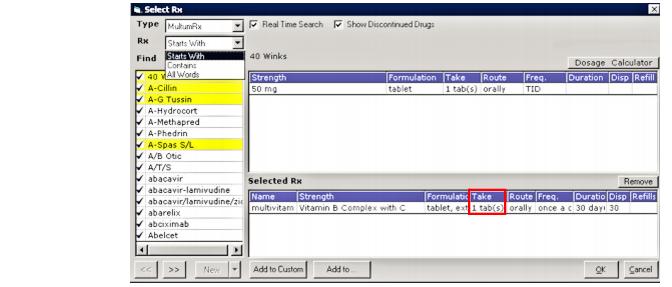 Select Rx
Type MultumRx Real Time Search Show Discontinued Drugs
Rx Starts With
Find Starts With 40 Winks
Contains Dosage Calculator
All Words
40
A-Cillin
A-G Tussin
A-Hydrocort
A-Methapred
A-Phedrin
A-Spas S/L
A/B Otic
A/T/S
abacavir
abacavir-lamivudine
abacavir/lamivudine/zi
abarelix
abciximab
Abelcet
Strength Formulation Take Route Freq. Duration Disp Refill
50 mg tablet 1 tab(s) orally TID
Selected Rx Remove
Name Strength Formulatic Take Route Freq. Duratio Disp Refills
multivitam Vitamin B Complex with C tablet, ext 1 tab(s) orally once a 30 day 30
<< >> New Add to Custom Add to... OK Cancel